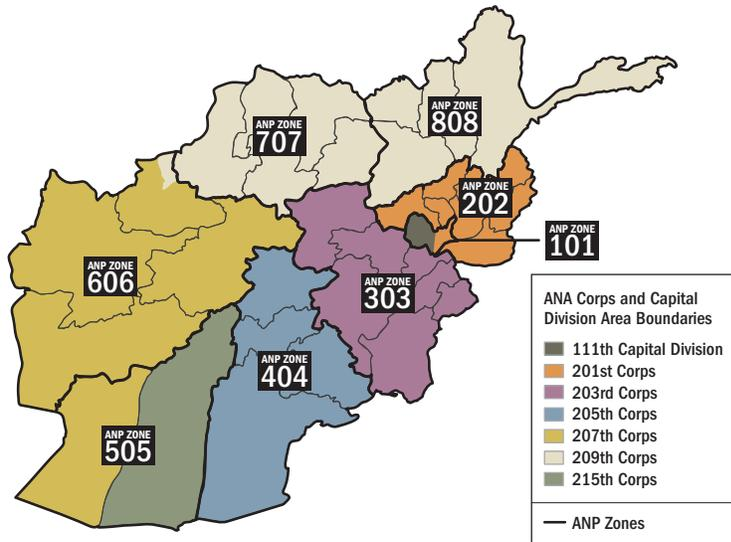 ANP ZONE
808
ANP ZONE
707
ANP ZONE
202
ANP ZONE
101
ANP ZONE
606
ANP ZONE
303
ANP ZONE
404
ANP ZONE
505
ANA Corps and Capital
Division Area Boundaries
111th Capital Division
201st Corps
203rd Corps
205th Corps
207th Corps
209th Corps
215th Corps
ANP Zones